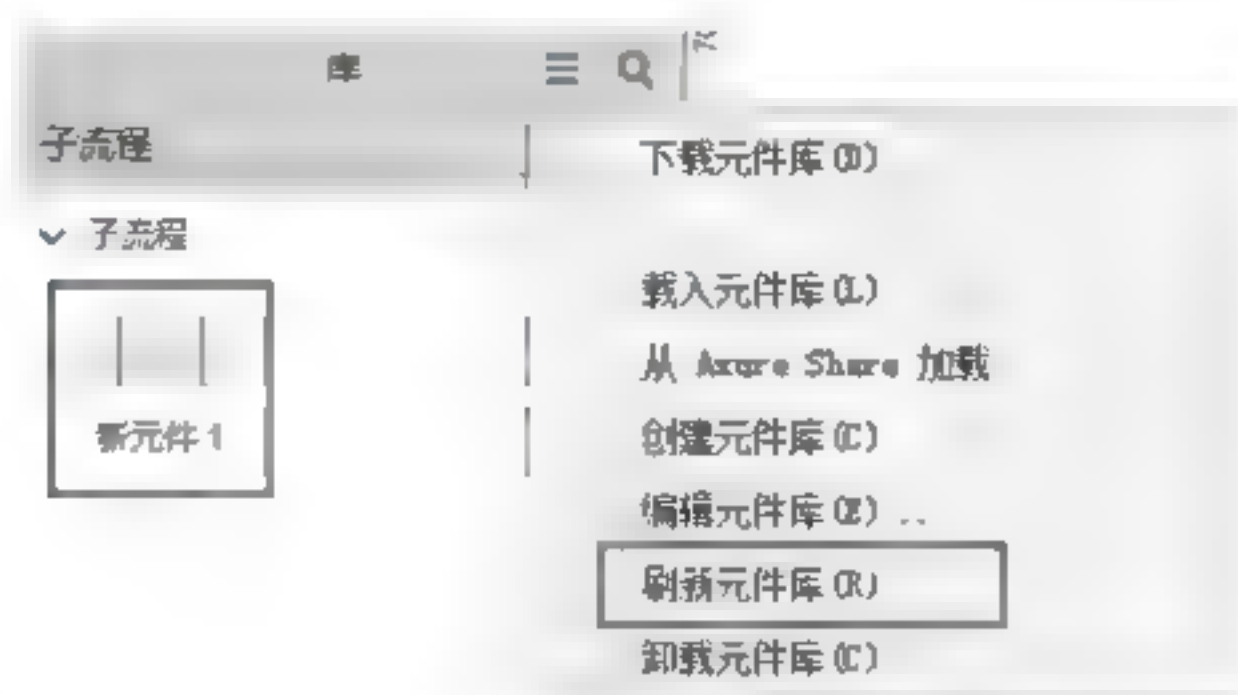 库
子流程
子流程
新元件 1
下载元件库(D)
载入元件库(L)
从 Axure Share 加载
创建元件库(C)
编辑元件库(E)
刷新元件库(R)
卸载元件库(C)